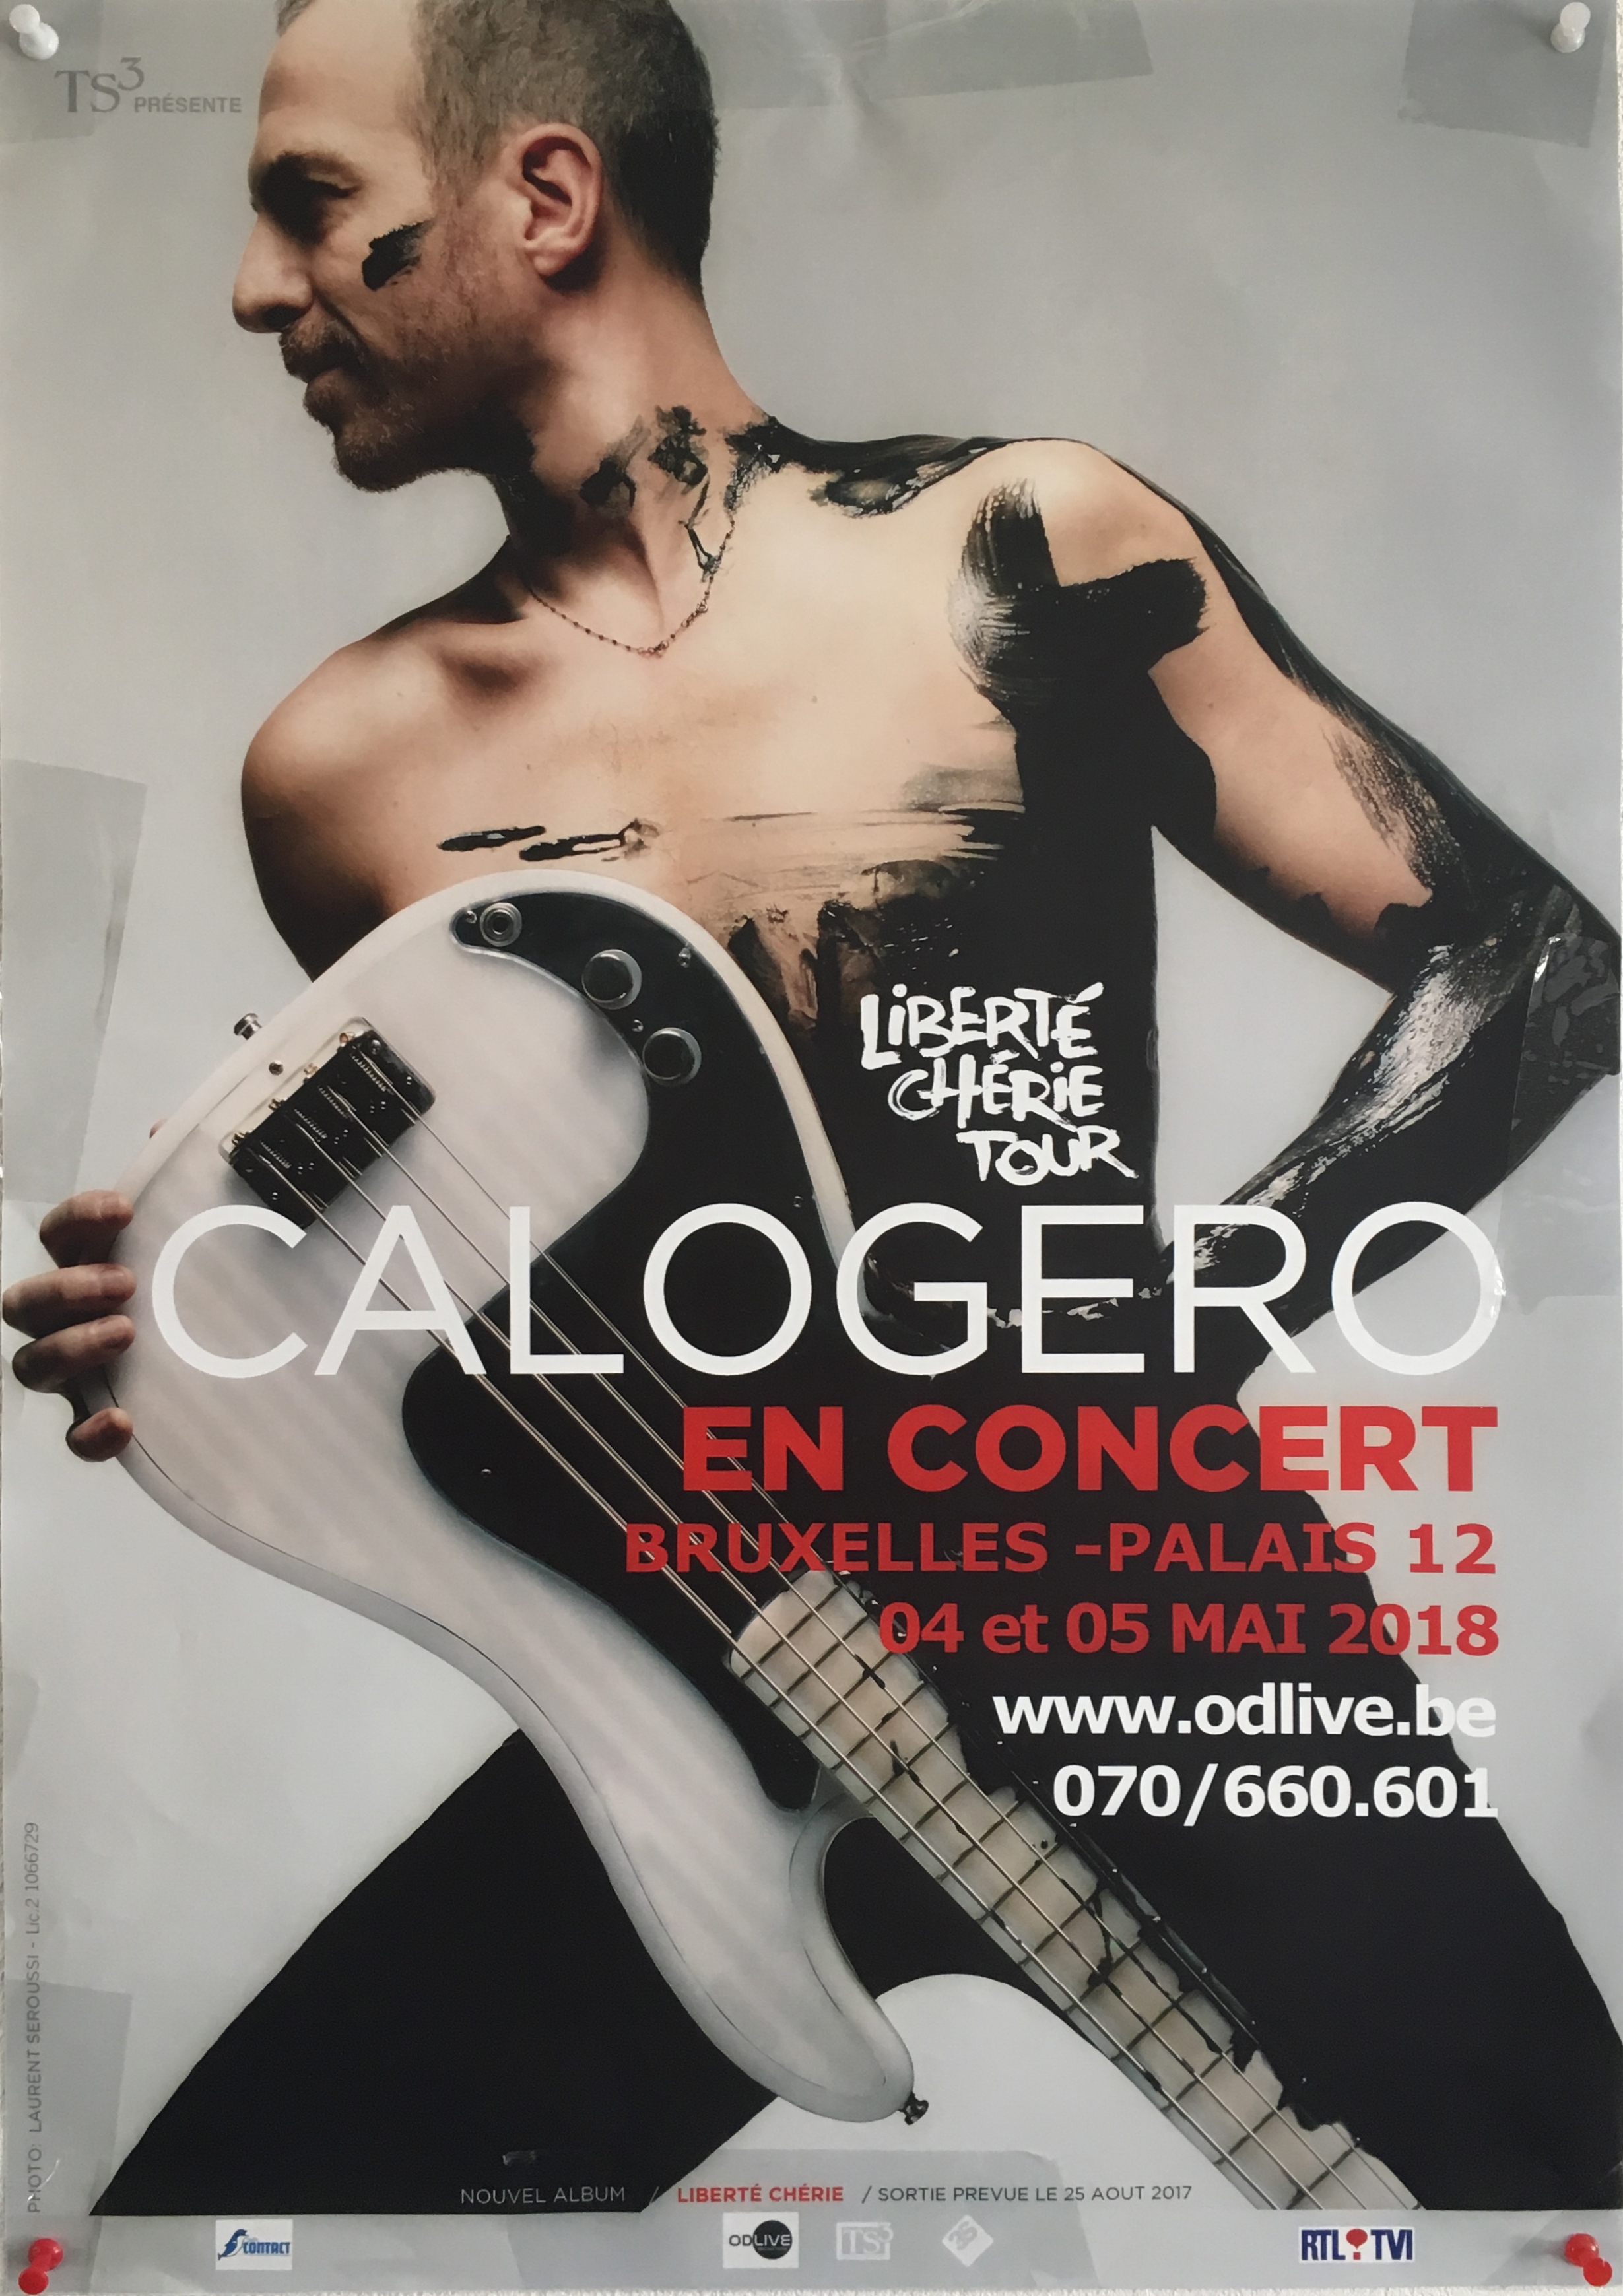 TS3 PRÉSENTE
LIBERTÉ
CHÉRIE
TOUR
CALOGERO
EN CONCERT
BRUXELLES -PALAIS 12
04 et 05 MAI 2018
www.odlive.be
070/660.601
PHOTO: LAURENT SEROUSSI - Lic.2 1066729
NOUVEL ALBUM / LIBERTÉ CHÉRIE / SORTIE PREVUE LE 25 AOUT 2017
CONTACT
ODLIVE
TS3
RTL TVI